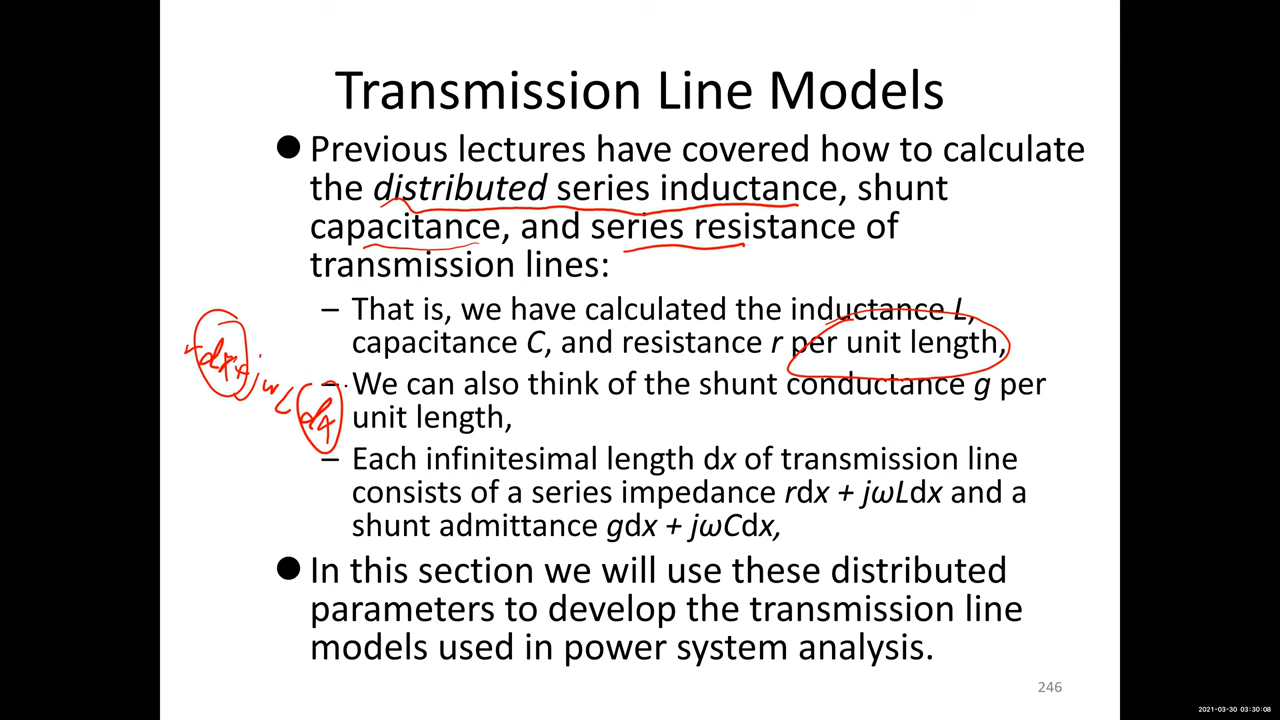 Transmission Line Models
● Previous lectures have covered how to calculate
the distributed series inductance, shunt
capacitance, and series resistance of
transmission lines:
– That is, we have calculated the inductance L,
capacitance C, and resistance r per unit length,
– We can also think of the shunt conductance g per
unit length,
– Each infinitesimal length dx of transmission line
consists of a series impedance rdx + jωLdx and a
shunt admittance gdx + jωCdx,
rdx + jωL dx
● In this section we will use these distributed
parameters to develop the transmission line
models used in power system analysis.
246
2021-03-30 03:30:08